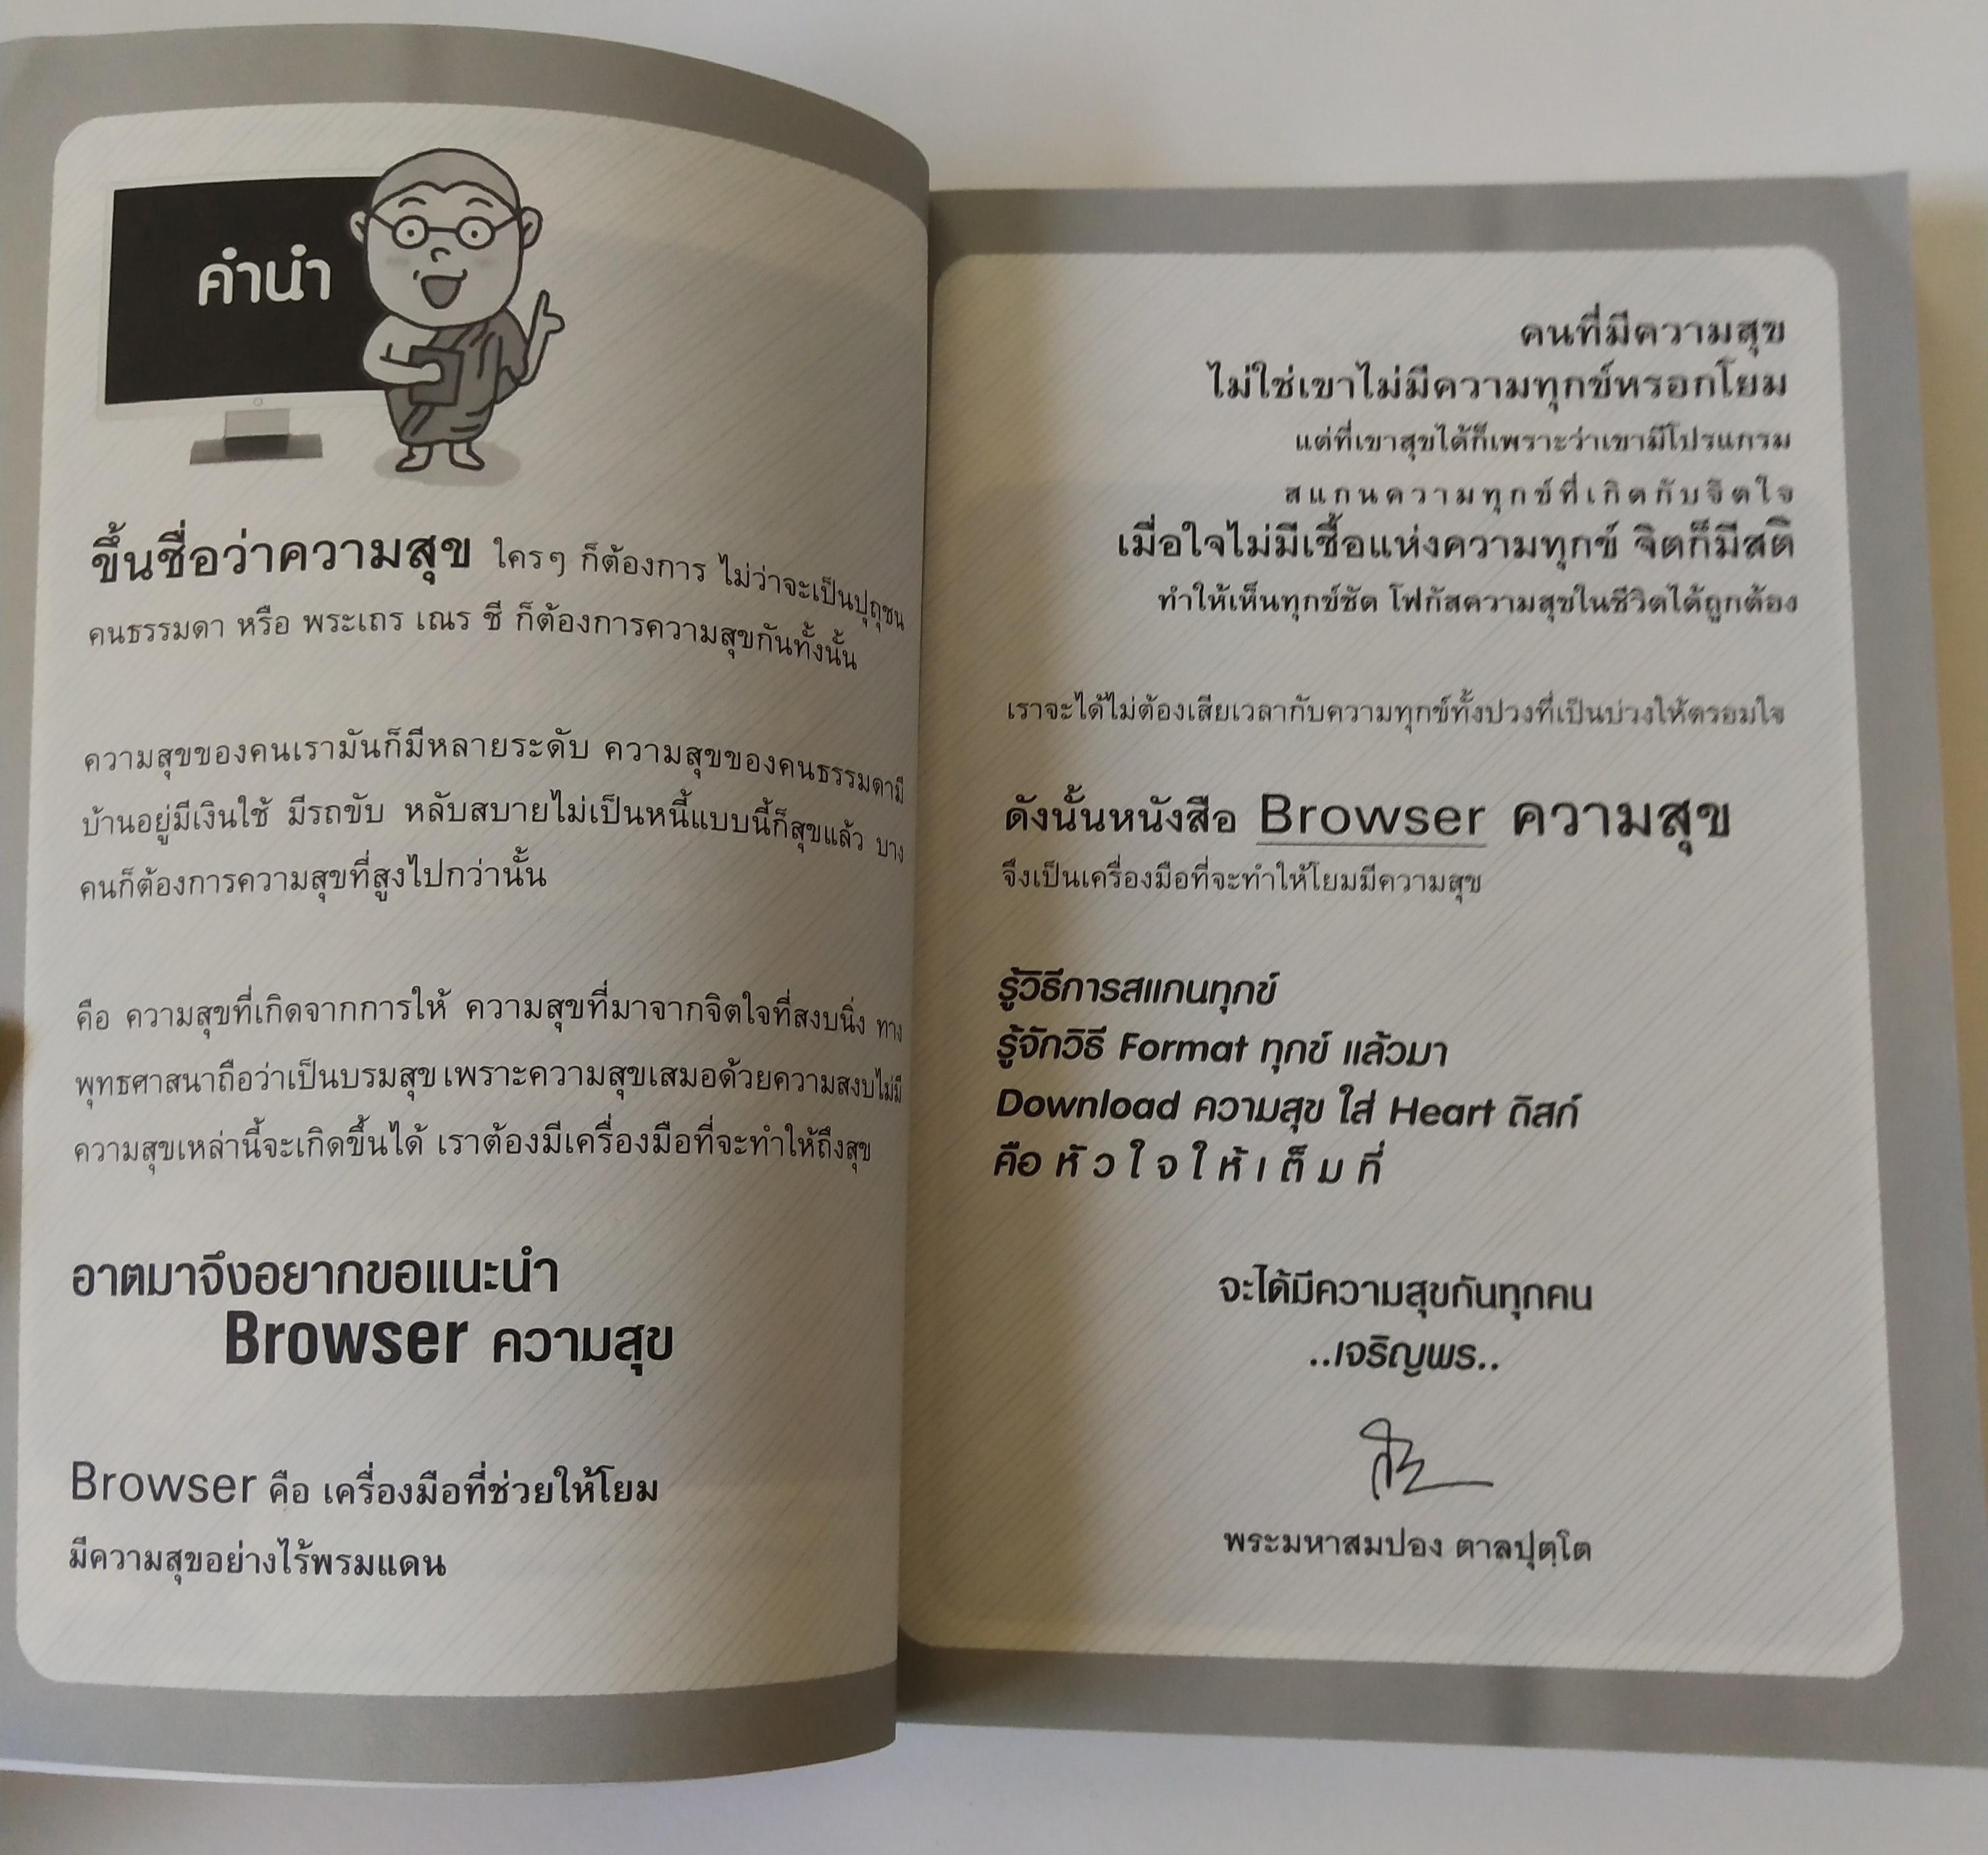 คำนำ
ขึ้นชื่อว่าความสุข ใครๆ ก็ต้องการ ไม่ว่าจะเป็นปุถุชน
คนธรรมดา หรือ พระเถร เณร ชี ก็ต้องการความสุขกันทั้งนั้น
ความสุขของคนเรามันก็มีหลายระดับ ความสุขของคนธรรมดามี
บ้านอยู่มีเงินใช้ มีรถขับ หลับสบายไม่เป็นหนี้แบบนี้ก็สุขแล้ว บาง
คนก็ต้องการความสุขที่สูงไปกว่านั้น
คือ ความสุขที่เกิดจากการให้ ความสุขที่มาจากจิตใจที่สงบนิ่ง ทาง
พุทธศาสนาถือว่าเป็นบรมสุข เพราะความสุขเสมอด้วยความสงบไม่มี
ความสุขเหล่านี้จะเกิดขึ้นได้ เราต้องมีเครื่องมือที่จะทำให้ถึงสุข
อาตมาจึงอยากขอแนะนำ
Browser ความสุข
Browser คือ เครื่องมือที่ช่วยให้โยม
มีความสุขอย่างไร้พรมแดน
คนที่มีความสุข
ไม่ใช่เขาไม่มีความทุกข์หรอกโยม
แต่ที่เขาสุขได้ก็เพราะว่าเขามีโปรแกรม
สแกนความทุกข์ที่เกิดกับจิตใจ
เมื่อใจไม่มีเชื้อแห่งความทุกข์ จิตก็มีสติ
ทำให้เห็นทุกข์ชัด โฟกัสความสุขในชีวิตได้ถูกต้อง
เราจะได้ไม่ต้องเสียเวลากับความทุกข์ทั้งปวงที่เป็นบ่วงให้ตรอมใจ
ดังนั้นหนังสือ Browser ความสุข
จึงเป็นเครื่องมือที่จะทำให้โยมมีความสุข
รู้วิธีการสแกนทุกข์
รู้จักวิธี Format ทุกข์ แล้วมา
Download ความสุข ใส่ Heart ดิสก์
คือ หัวใจให้เต็มที่
จะได้มีความสุขกันทุกคน
..เจริญพร..
พระมหาสมปอง ตาลปุตฺโต